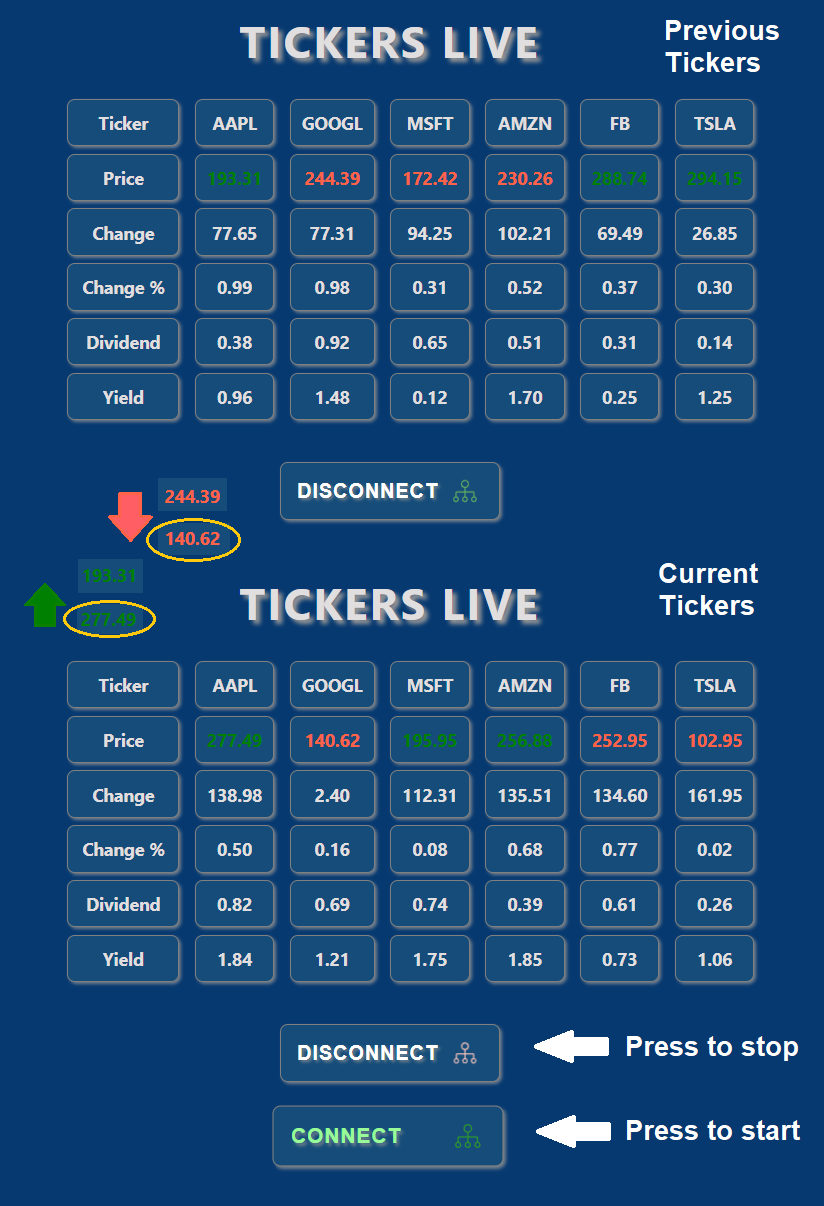 TICKERS LIVE
Previous
Tickers
Ticker AAPL GOOGL MSFT AMZN FB TSLA
Price 193.31 244.39 172.42 230.26 288.74 294.15
Change 77.65 77.31 94.25 102.21 69.49 26.85
Change % 0.99 0.98 0.31 0.52 0.37 0.30
Dividend 0.38 0.92 0.65 0.51 0.31 0.14
Yield 0.96 1.48 0.12 1.70 0.25 1.25
DISCONNECT
244.39
140.62
193.31
277.49
TICKERS LIVE
Current
Tickers
Ticker AAPL GOOGL MSFT AMZN FB TSLA
Price 277.49 140.62 195.95 256.88 252.95 102.95
Change 138.98 2.40 112.31 135.51 134.60 161.95
Change % 0.50 0.16 0.08 0.68 0.77 0.02
Dividend 0.82 0.69 0.74 0.39 0.61 0.26
Yield 1.84 1.21 1.75 1.85 0.73 1.06
DISCONNECT
Press to stop
CONNECT
Press to start